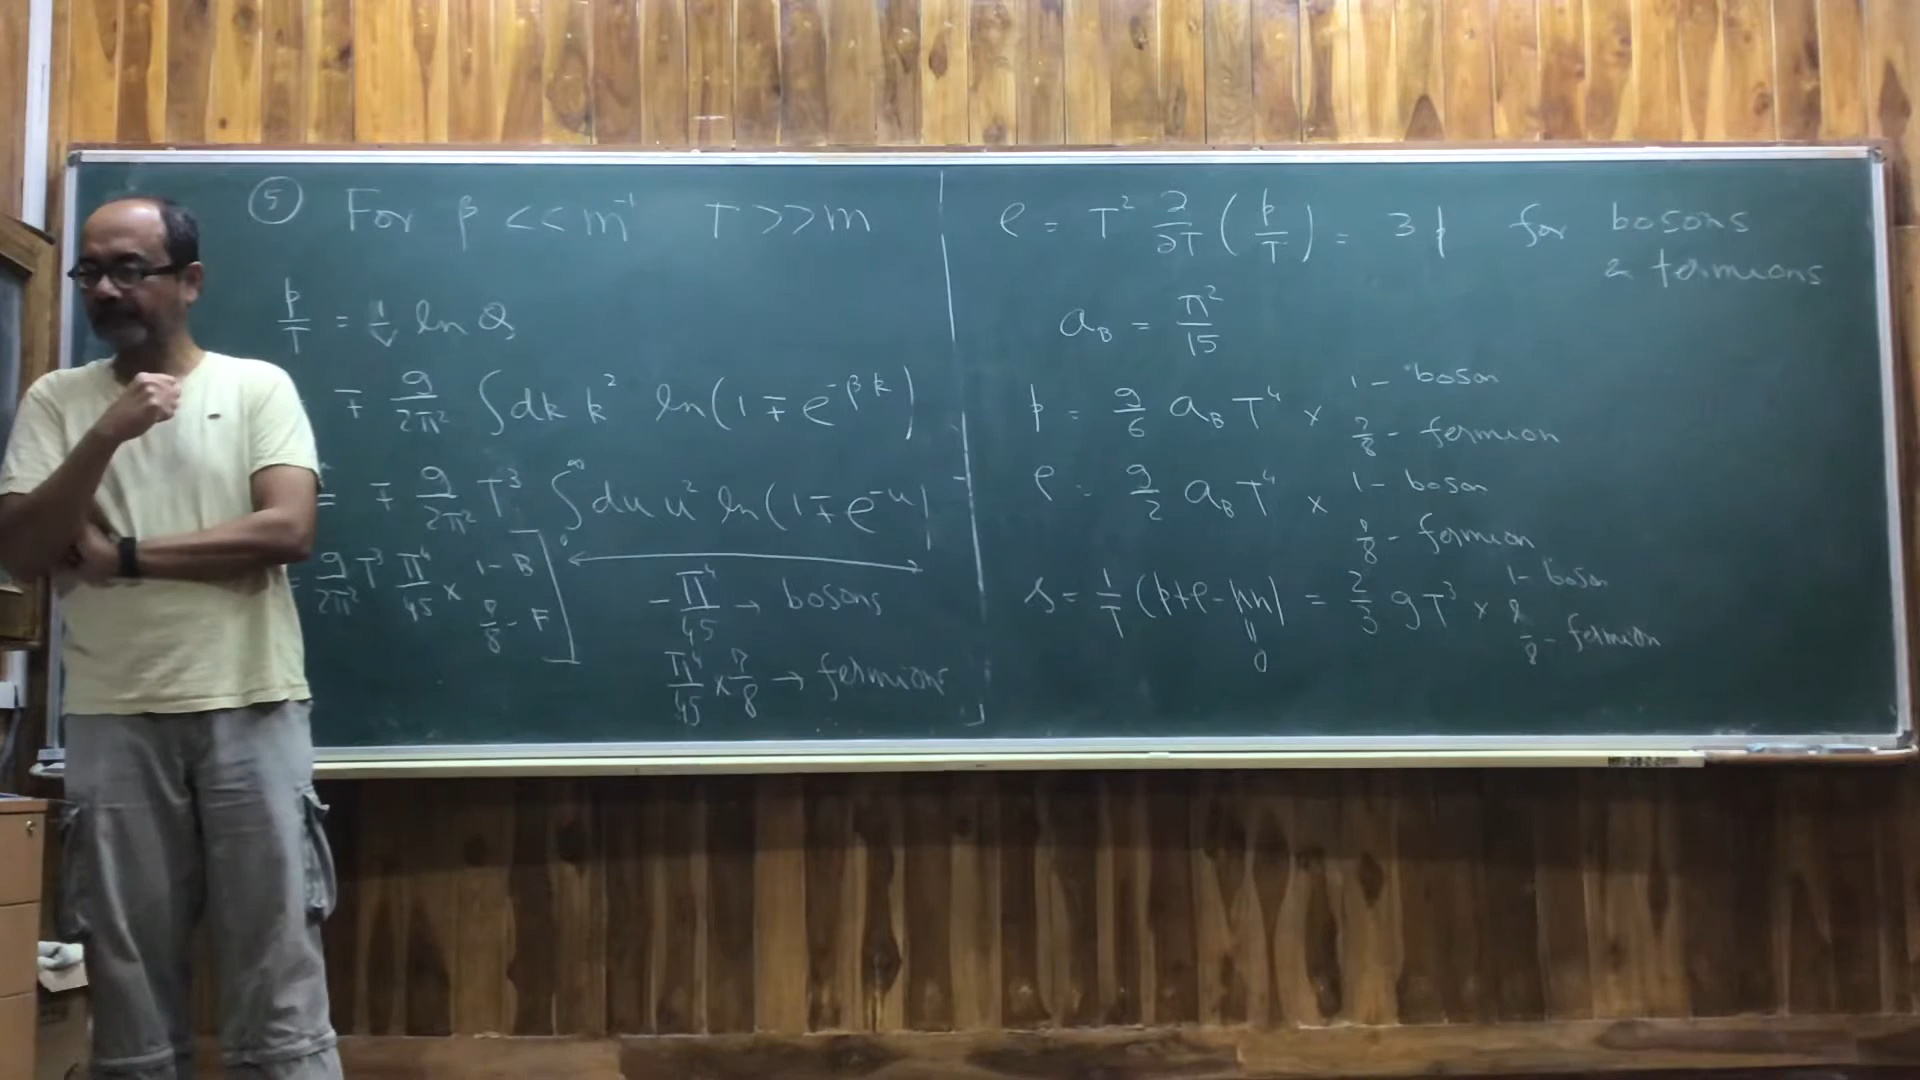 ⑤ For β << m⁻¹ T >> m
p/T = 1/V ln Q
∓ g/2π² ∫ dk k² ln(1 ∓ e^{-βk})
= ∓ g/2π² T³ ∫₀^∞ du u² ln(1 ∓ e^{-u})
= g/2π² T³ π⁴/45 × 1 - B
7/8 - F
- π⁴/45 → bosons
π⁴/45 × 7/8 → fermions
ρ = T² ∂/∂T (p/T) = 3p for bosons
& fermions
a_B = π²/15
p = g/6 a_B T⁴ × 1 - boson
7/8 - fermion
ρ = g/2 a_B T⁴ × 1 - boson
7/8 - fermion
s = 1/T (p+ρ-μn) = 2/3 g T³ × 1 - boson
7/8 - fermion
= 0